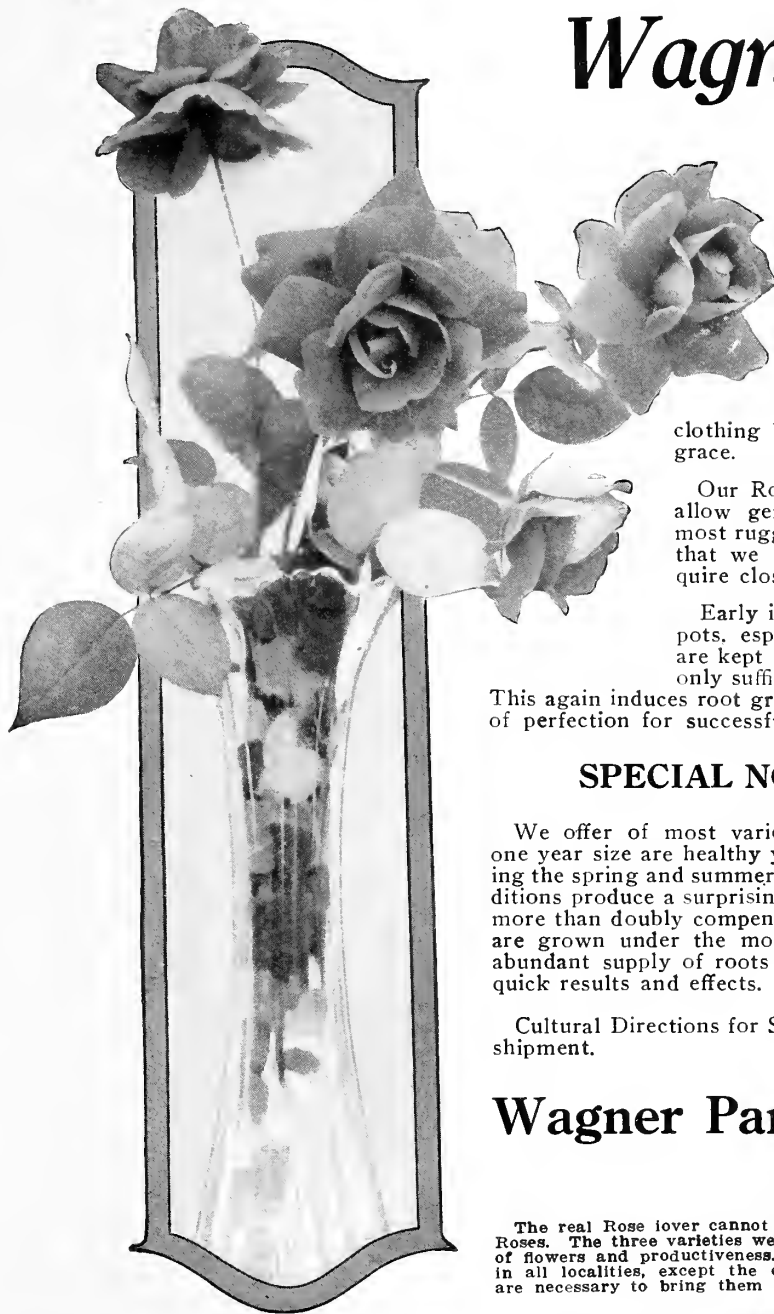 Wagn
clothing
grace.
Our Ro
allow ge
most rugg
that we
quire clos
Early i
pots, esp
are kept
only suffi
This again induces root gr
of perfection for successf
SPECIAL NO
We offer of most varie
one year size are healthy y
ing the spring and summer
ditions produce a surprisin
more than doubly compen
are grown under the mo
abundant supply of roots
quick results and effects.
Cultural Directions for S
shipment.
Wagner Par
The real Rose lover cannot
Roses. The three varieties we
of flowers and productiveness.
in all localities, except the
are necessary to bring them